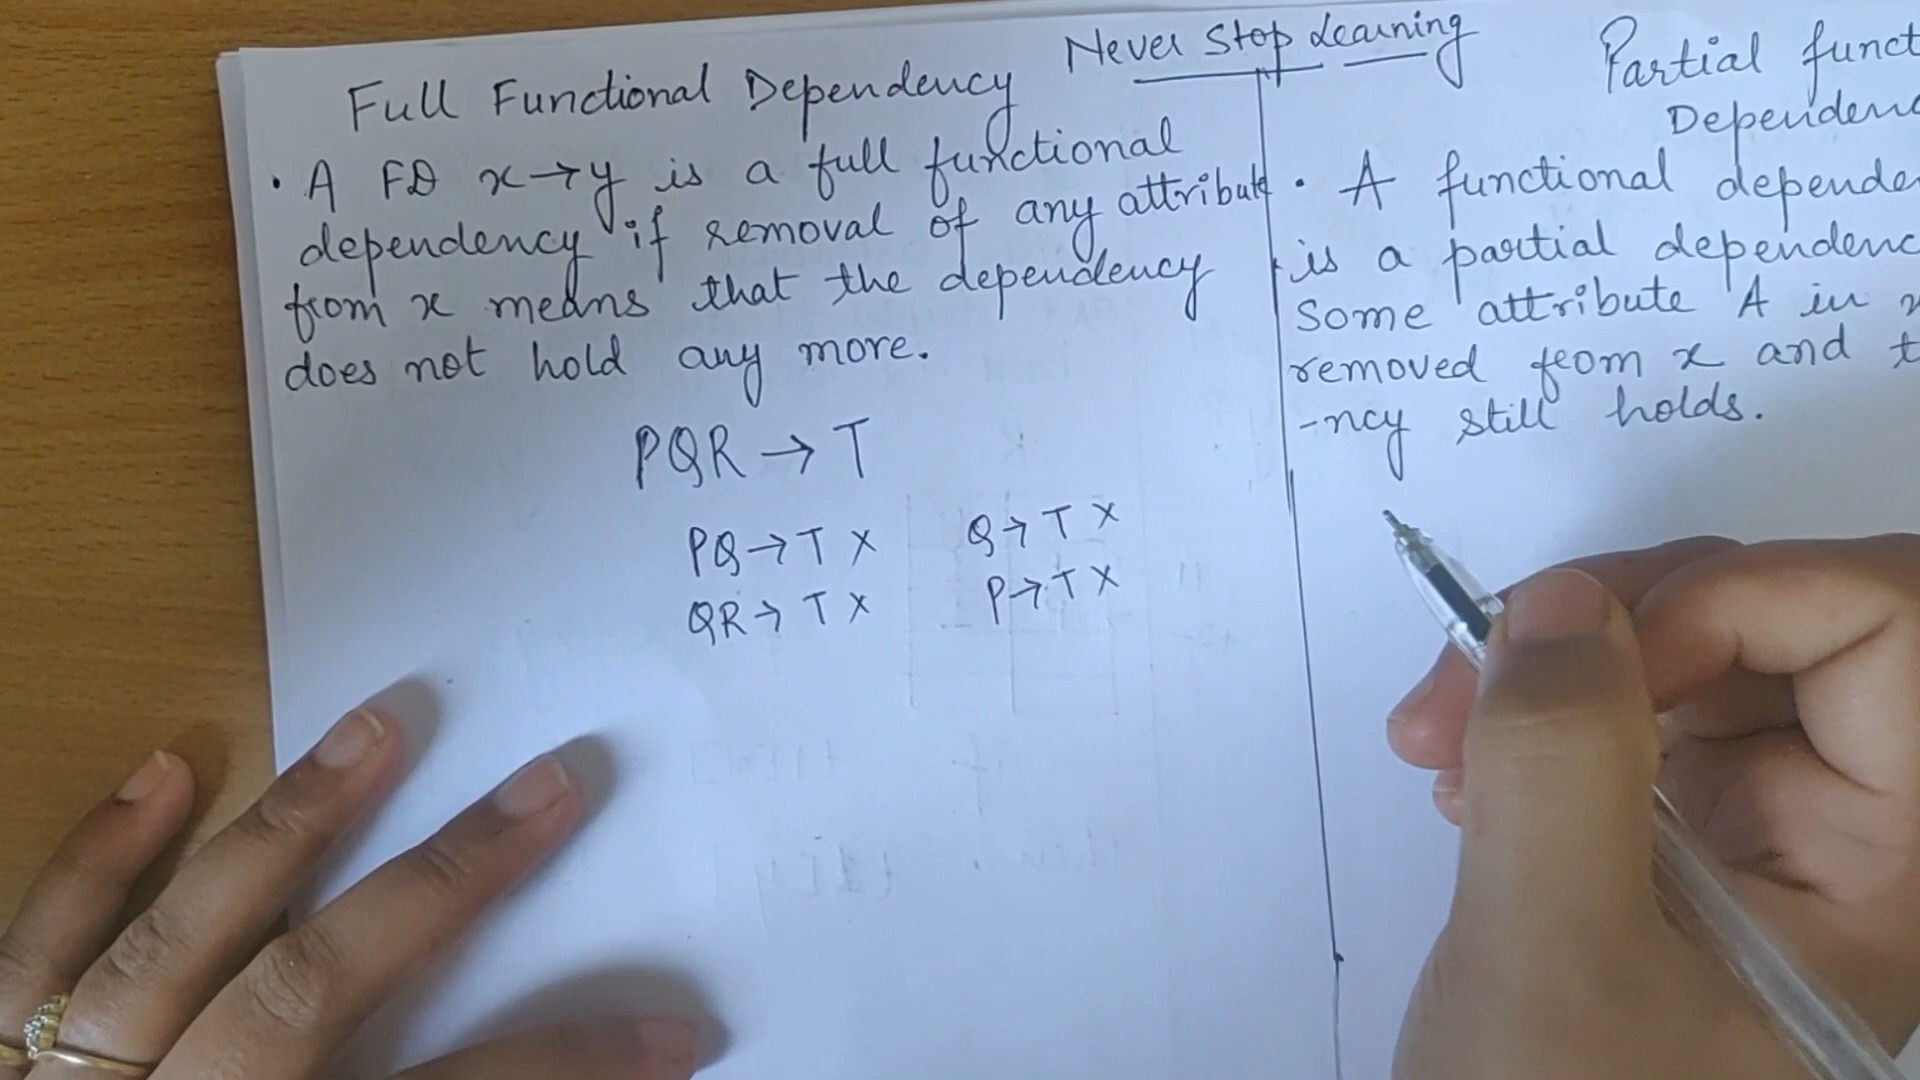 Never Stop Learning
Full Functional Dependency
· A FD x→y is a full functional
dependency if removal of any attribute
from x means that the dependency
does not hold any more.
PQR → T
PQ → T X
QR → T X
Q → T X
P → T X
Partial funct
Dependenc
· A functional depende
is a partial dependenc
Some attribute A in
removed from x and t
-ncy still holds.